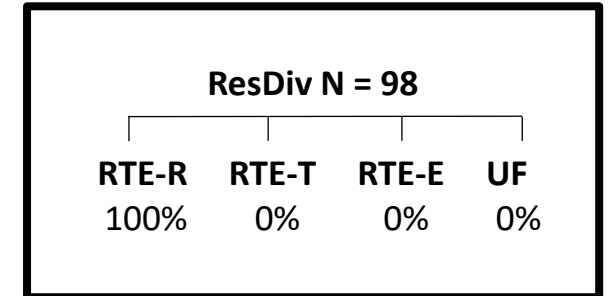 ResDiv N = 98
RTE-R RTE-T RTE-E UF
100% 0% 0% 0%